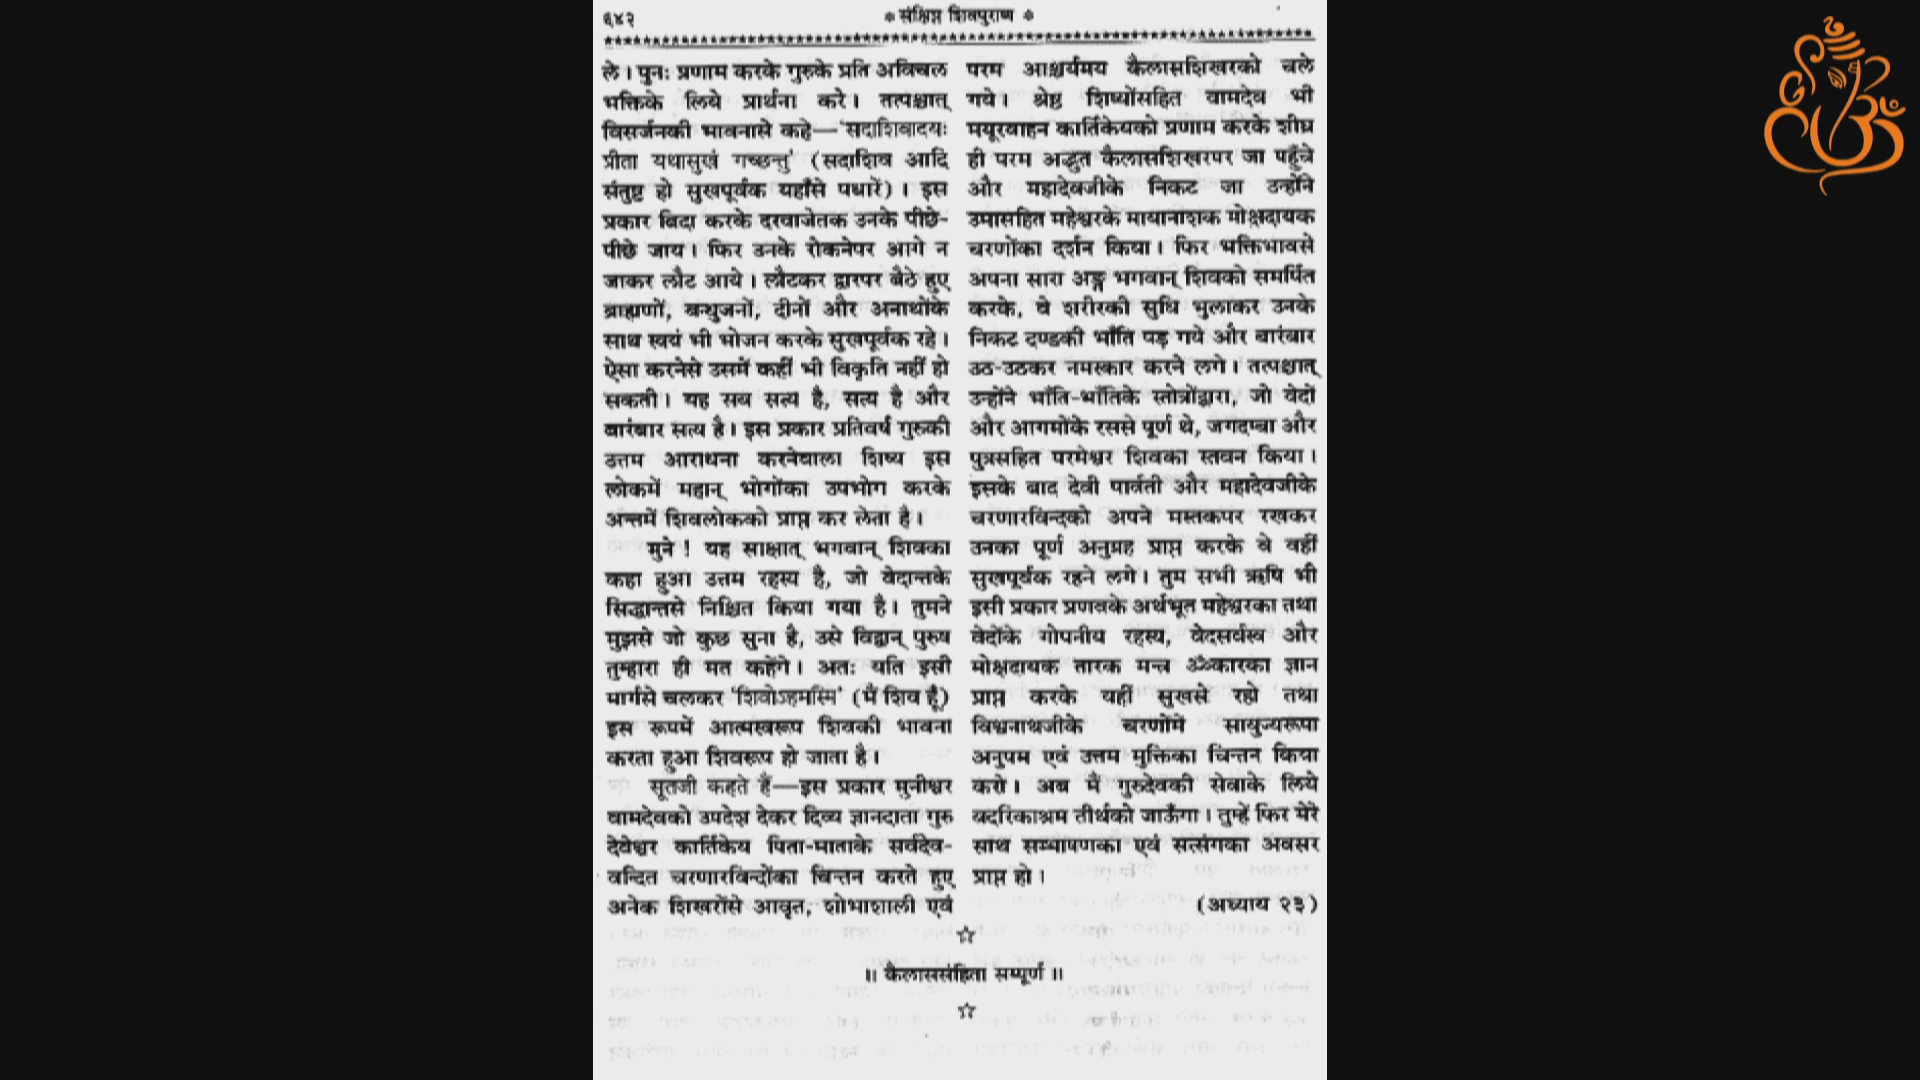 ६४२
* संक्षिप्त शिवपुराण *
ले । पुनः प्रणाम करके गुरुके प्रति अविचल
भक्तिके लिये प्रार्थना करे। तत्पश्चात्
विसर्जनकी भावनासे कहे—'सदाशिवादयः
प्रीता यथासुखं गच्छन्तु' (सदाशिव आदि
संतुष्ट हो सुखपूर्वक यहाँसे पधारें) । इस
प्रकार विदा करके दरवाजेतक उनके पीछे-
पीछे जाय। फिर उनके रोकनेपर आगे न
जाकर लौट आये । लौटकर द्वारपर बैठे हुए
ब्राह्मणों, बन्धुजनों, दीनों और अनाथोंके
साथ स्वयं भी भोजन करके सुखपूर्वक रहे ।
ऐसा करनेसे उसमें कहीं भी विकृति नहीं हो
सकती। यह सब सत्य है, सत्य है और
बारंबार सत्य है। इस प्रकार प्रतिवर्ष गुरुकी
उत्तम आराधना करनेवाला शिष्य इस
लोकमें महान् भोगोंका उपभोग करके
अन्तमें शिवलोकको प्राप्त कर लेता है।
मुने ! यह साक्षात् भगवान् शिवका
कहा हुआ उत्तम रहस्य है, जो वेदान्तके
सिद्धान्तसे निश्चित किया गया है। तुमने
मुझसे जो कुछ सुना है, उसे विद्वान् पुरुष
तुम्हारा ही मत कहेंगे। अतः यति इसी
मार्गसे चलकर 'शिवोऽहमस्मि' (मैं शिव हूँ)
इस रूपमें आत्मस्वरूप शिवकी भावना
करता हुआ शिवरूप हो जाता है।
सूतजी कहते हैं—इस प्रकार मुनीश्वर
वामदेवको उपदेश देकर दिव्य ज्ञानदाता गुरु
देवेश्वर कार्तिकेय पिता-माताके सर्वदेव-
वन्दित चरणारविन्दोंका चिन्तन करते हुए
अनेक शिखरोंसे आवृत, शोभाशाली एवं
परम आश्चर्यमय कैलासशिखरको चले
गये। श्रेष्ठ शिष्योंसहित वामदेव भी
मयूरवाहन कार्तिकेयको प्रणाम करके शीघ्र
ही परम अद्भुत कैलासशिखरपर जा पहुँचे
और महादेवजीके निकट जा उन्होंने
उमासहित महेश्वरके मायानाशक मोक्षदायक
चरणोंका दर्शन किया। फिर भक्तिभावसे
अपना सारा अङ्ग भगवान् शिवको समर्पित
करके, वे शरीरकी सुधि भुलाकर उनके
निकट दण्डकी भाँति पड़ गये और बारंबार
उठ-उठकर नमस्कार करने लगे। तत्पश्चात्
उन्होंने भाँति-भाँतिके स्तोत्रोंद्वारा, जो वेदों
और आगमोंके रससे पूर्ण थे, जगदम्बा और
पुत्रसहित परमेश्वर शिवका स्तवन किया।
इसके बाद देवी पार्वती और महादेवजीके
चरणारविन्दको अपने मस्तकपर रखकर
उनका पूर्ण अनुग्रह प्राप्त करके वे वहीं
सुखपूर्वक रहने लगे। तुम सभी ऋषि भी
इसी प्रकार प्रणवके अर्थभूत महेश्वरका तथा
वेदोंके गोपनीय रहस्य, वेदसर्वस्व और
मोक्षदायक तारक मन्त्र ॐकारका ज्ञान
प्राप्त करके यहीं सुखसे रहो तथा
विश्वनाथजीके चरणोंमें सायुज्यरूपा
अनुपम एवं उत्तम मुक्तिका चिन्तन किया
करो। अब मैं गुरुदेवकी सेवाके लिये
बदरिकाश्रम तीर्थको जाऊँगा। तुम्हें फिर मेरे
साथ सम्भाषणका एवं सत्संगका अवसर
प्राप्त हो।
(अध्याय २३)
॥ कैलाससंहिता सम्पूर्ण ॥